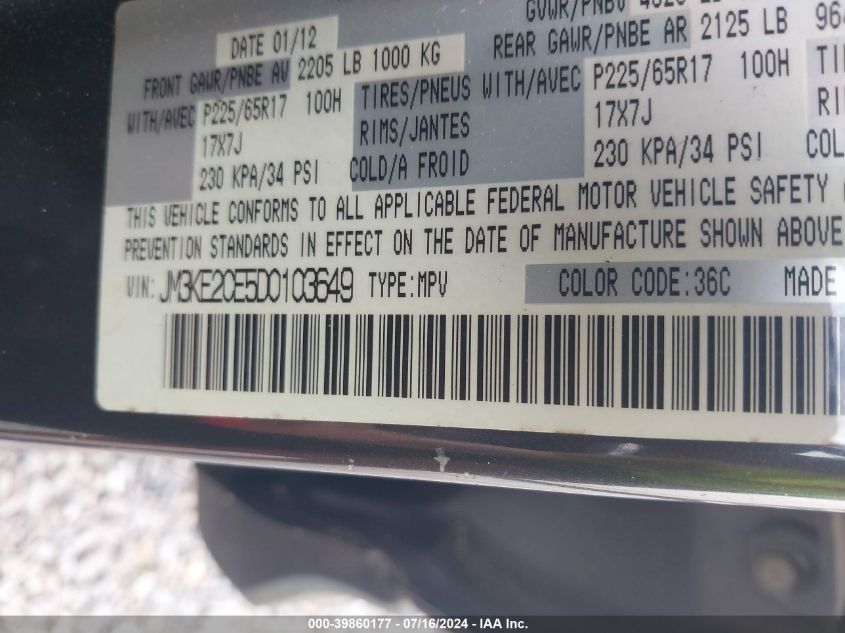 GVWR/PNBV
DATE 01/12
REAR GAWR/PNBE AR 2125 LB
FRONT GAWR/PNBE AV 2205 LB 1000 KG
WITH/AVEC P225/65R17 100H TIRES/PNEUS WITH/AVEC P225/65R17 100H
17X7J RIMS/JANTES 17X7J
230 KPA/34 PSI COLD/A FROID 230 KPA/34 PSI
THIS VEHICLE CONFORMS TO ALL APPLICABLE FEDERAL MOTOR VEHICLE SAFETY
PREVENTION STANDARDS IN EFFECT ON THE DATE OF MANUFACTURE SHOWN ABOVE
VIN: JM3KE2CE5D0103649 TYPE:MPV COLOR CODE:36C MADE
000-39860177 - 07/16/2024 - IAA Inc.